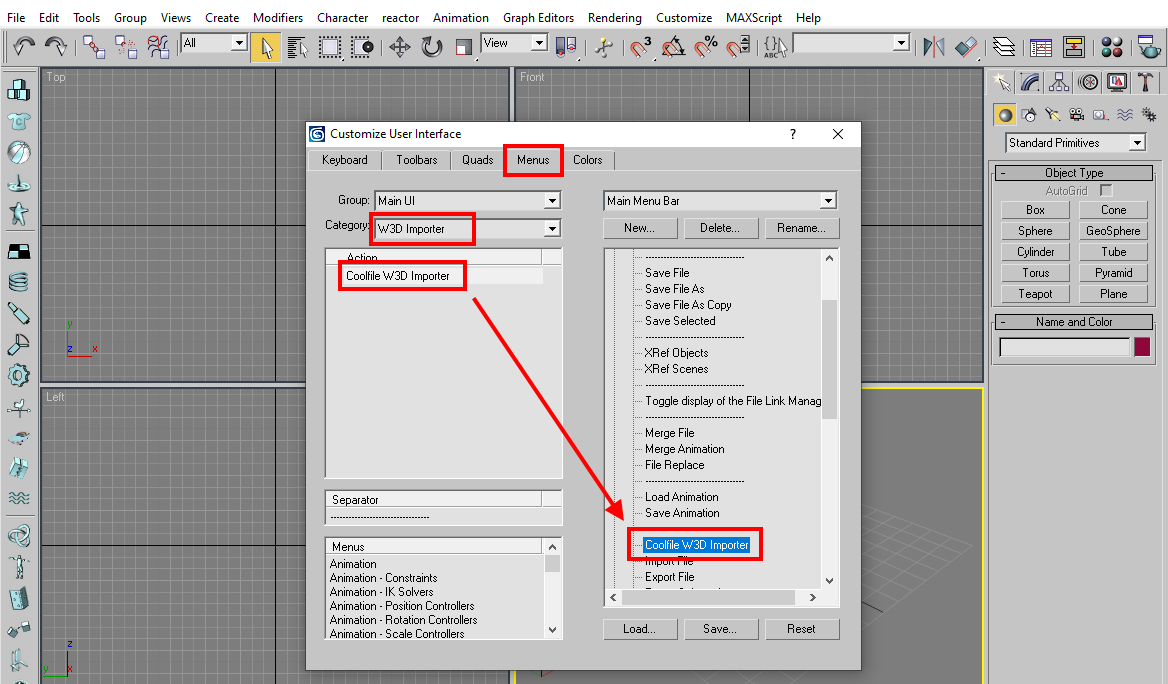 File Edit Tools Group Views Create Modifiers Character reactor Animation Graph Editors Rendering Customize MAXScript Help
All
View
3
%
ABC
Top
Front
Customize User Interface
?
Keyboard Toolbars Quads Menus Colors
Group: Main UI
Category: W3D Importer
Action
Coolfile W3D Importer
Separator
Menus
Animation
Animation - Constraints
Animation - IK Solvers
Animation - Position Controllers
Animation - Rotation Controllers
Animation - Scale Controllers
Main Menu Bar
New... Delete... Rename...
Save File
Save File As
Save File As Copy
Save Selected
XRef Objects
XRef Scenes
Toggle display of the File Link Manag
Merge File
Merge Animation
File Replace
Load Animation
Save Animation
Coolfile W3D Importer
Import File
Export File
Load... Save... Reset
Standard Primitives
- Object Type
AutoGrid
Box Cone
Sphere GeoSphere
Cylinder Tube
Torus Pyramid
Teapot Plane
- Name and Color
y
z x
Left
z
y x